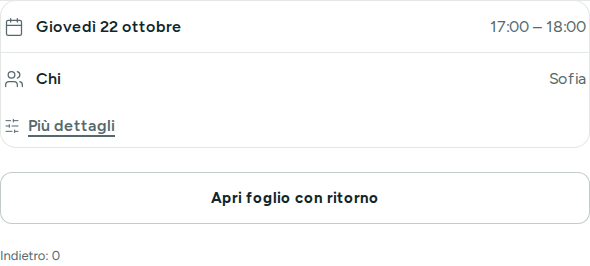 Giovedì 22 ottobre 17:00 – 18:00
Chi Sofia
Più dettagli
Apri foglio con ritorno
Indietro: 0